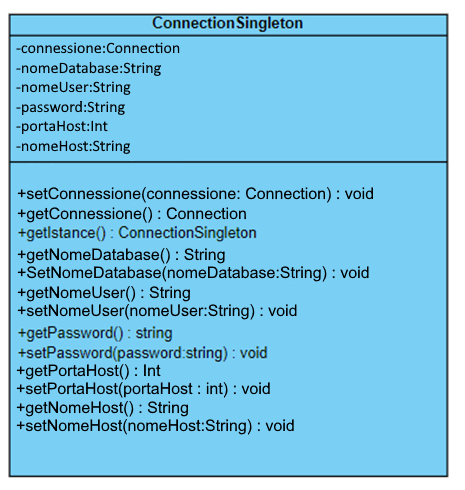 ConnectionSingleton
-connessione:Connection
-nomeDatabase:String
-nomeUser:String
-password:String
-portaHost:Int
-nomeHost:String
+setConnessione(connessione: Connection) : void
+getConnessione() : Connection
+getIstance() : ConnectionSingleton
+getNomeDatabase() : String
+SetNomeDatabase(nomeDatabase:String) : void
+getNomeUser() : String
+setNomeUser(nomeUser:String) : void
+getPassword() : string
+setPassword(password:string) : void
+getPortaHost() : Int
+setPortaHost(portaHost : int) : void
+getNomeHost() : String
+setNomeHost(nomeHost:String) : void